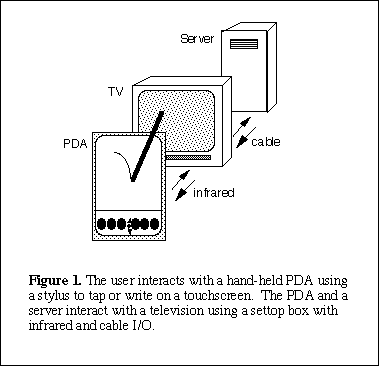 Server
TV
PDA
cable
infrared
Figure 1. The user interacts with a hand-held PDA using
a stylus to tap or write on a touchscreen. The PDA and a
server interact with a television using a settop box with
infrared and cable I/O.